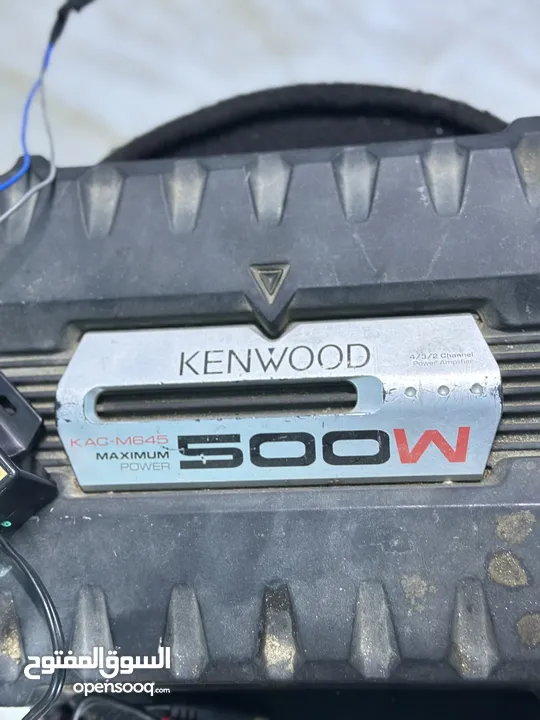 KENWOOD
4/3/2 Channel
Power Amplifier
KAC-M645
MAXIMUM
POWER
500W
السوق المفتوح
opensooq.com